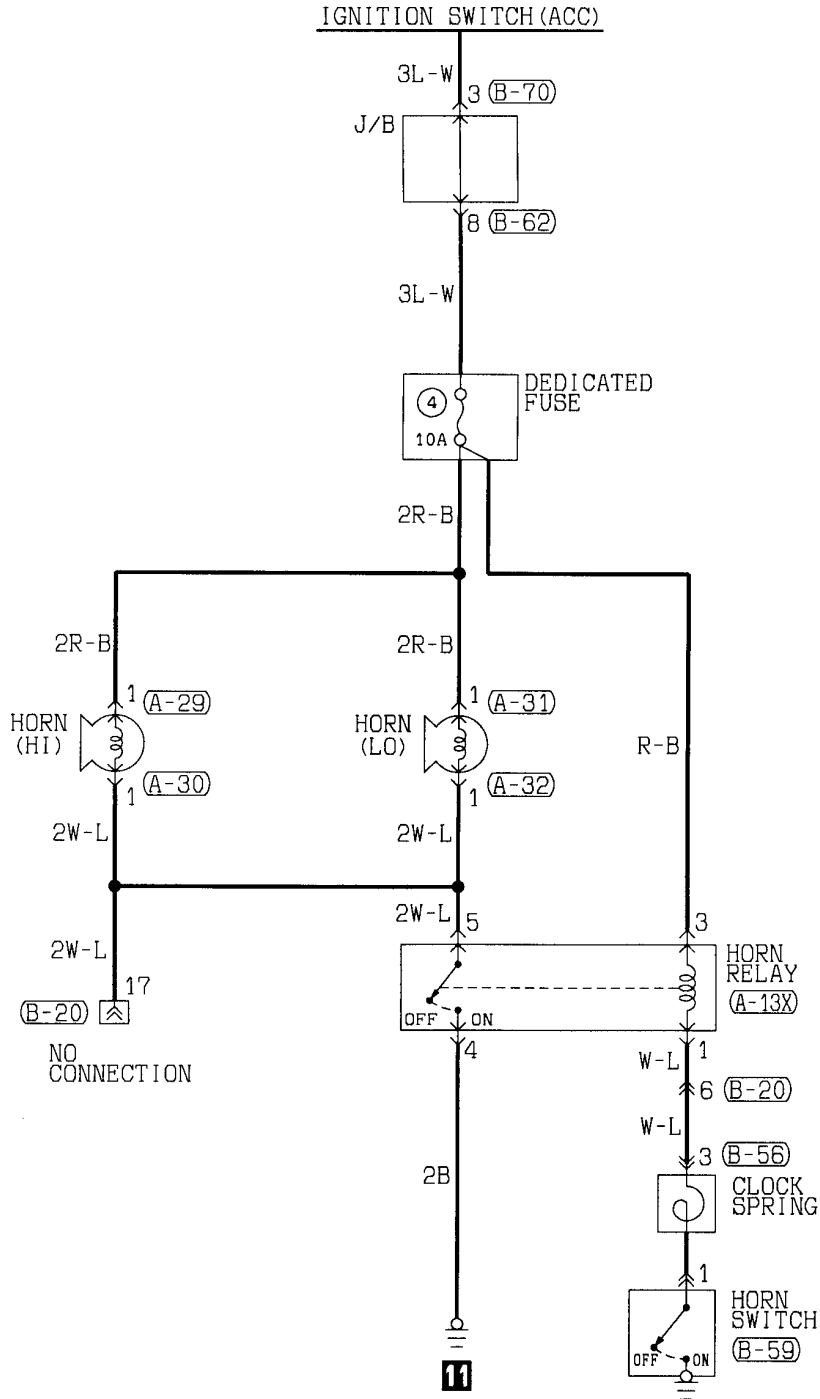 IGNITION SWITCH(ACC)
3L-W
3 B-70
J/B
8 B-62
3L-W
DEDICATED
FUSE
4
10A
2R-B
2R-B
2R-B
1 A-29
1 A-31
HORN
(HI)
HORN
(LO)
R-B
1 A-30
1 A-32
2W-L
2W-L
2W-L
5
3
2W-L
HORN
RELAY
A-13X
17
B-20
OFF
ON
NO
CONNECTION
4
1
W-L
6 B-20
W-L
3 B-56
2B
CLOCK
SPRING
1
HORN
SWITCH
B-59
OFF
ON
11